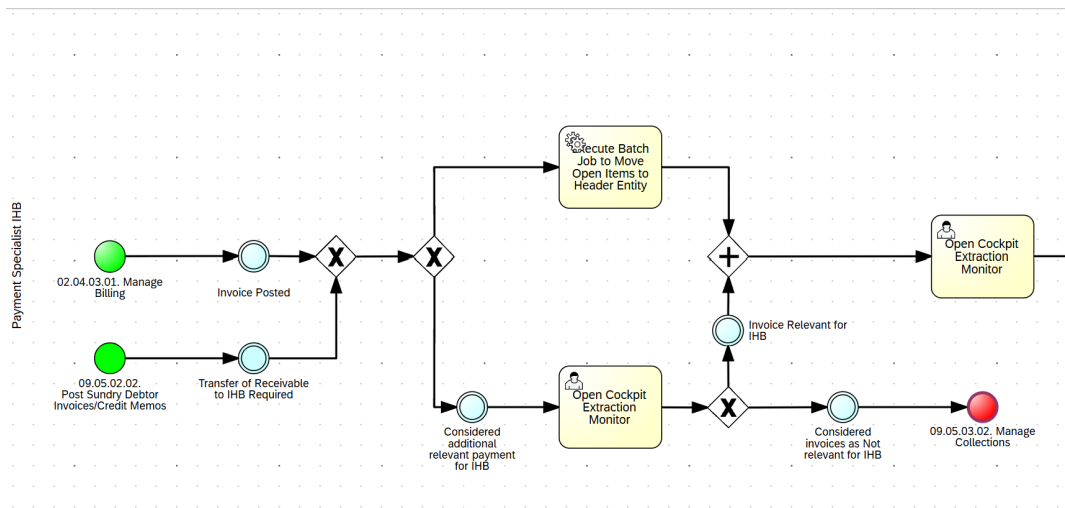 Payment Specialist IHB
02.04.03.01. Manage
Billing
Invoice Posted
09.05.02.02.
Post Sundry Debtor
Invoices/Credit Memos
Transfer of Receivable
to IHB Required
X
X
Execute Batch
Job to Move
Open Items to
Header Entity
Considered
additional
relevant payment
for IHB
Open Cockpit
Extraction
Monitor
X
Invoice Relevant for
IHB
+
Considered
invoices as Not
relevant for IHB
09.05.03.02. Manage
Collections
Open Cockpit
Extraction
Monitor